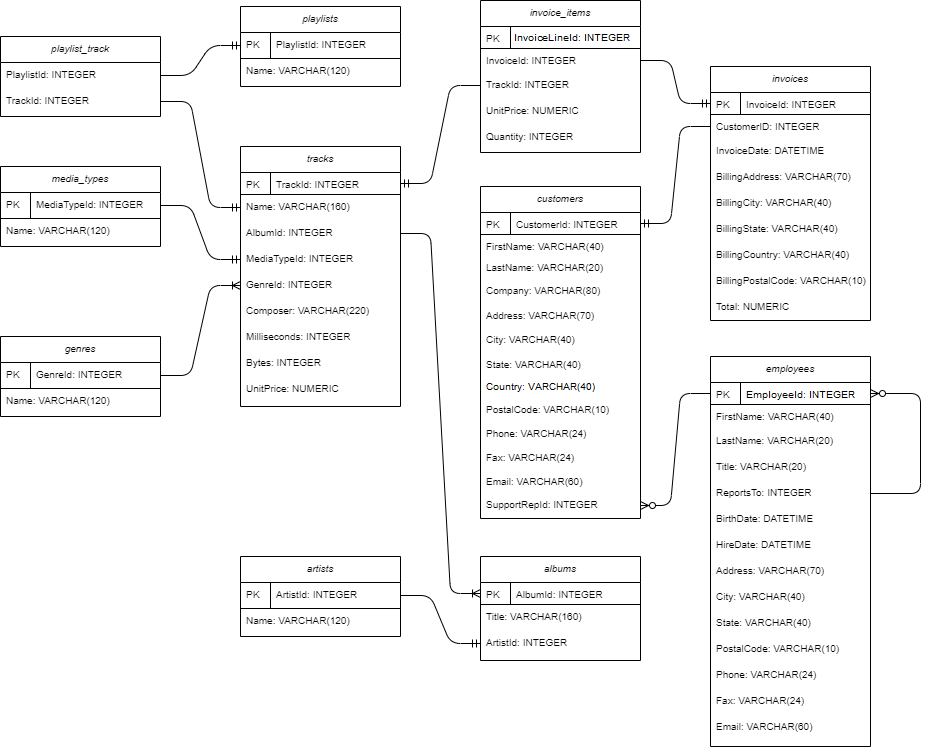 playlist_track
PlaylistId: INTEGER
TrackId: INTEGER
playlists
PK PlaylistId: INTEGER
Name: VARCHAR(120)
invoice_items
PK InvoiceLineId: INTEGER
InvoiceId: INTEGER
TrackId: INTEGER
UnitPrice: NUMERIC
Quantity: INTEGER
invoices
PK InvoiceId: INTEGER
CustomerID: INTEGER
InvoiceDate: DATETIME
BillingAddress: VARCHAR(70)
BillingCity: VARCHAR(40)
BillingState: VARCHAR(40)
BillingCountry: VARCHAR(40)
BillingPostalCode: VARCHAR(10)
Total: NUMERIC
media_types
PK MediaTypeId: INTEGER
Name: VARCHAR(120)
tracks
PK TrackId: INTEGER
Name: VARCHAR(160)
AlbumId: INTEGER
MediaTypeId: INTEGER
GenreId: INTEGER
Composer: VARCHAR(220)
Milliseconds: INTEGER
Bytes: INTEGER
UnitPrice: NUMERIC
customers
PK CustomerId: INTEGER
FirstName: VARCHAR(40)
LastName: VARCHAR(20)
Company: VARCHAR(80)
Address: VARCHAR(70)
City: VARCHAR(40)
State: VARCHAR(40)
Country: VARCHAR(40)
PostalCode: VARCHAR(10)
Phone: VARCHAR(24)
Fax: VARCHAR(24)
Email: VARCHAR(60)
SupportRepId: INTEGER
genres
PK GenreId: INTEGER
Name: VARCHAR(120)
employees
PK EmployeeId: INTEGER
FirstName: VARCHAR(40)
LastName: VARCHAR(20)
Title: VARCHAR(20)
ReportsTo: INTEGER
BirthDate: DATETIME
HireDate: DATETIME
Address: VARCHAR(70)
City: VARCHAR(40)
State: VARCHAR(40)
PostalCode: VARCHAR(10)
Phone: VARCHAR(24)
Fax: VARCHAR(24)
Email: VARCHAR(60)
artists
PK ArtistId: INTEGER
Name: VARCHAR(120)
albums
PK AlbumId: INTEGER
Title: VARCHAR(160)
ArtistId: INTEGER